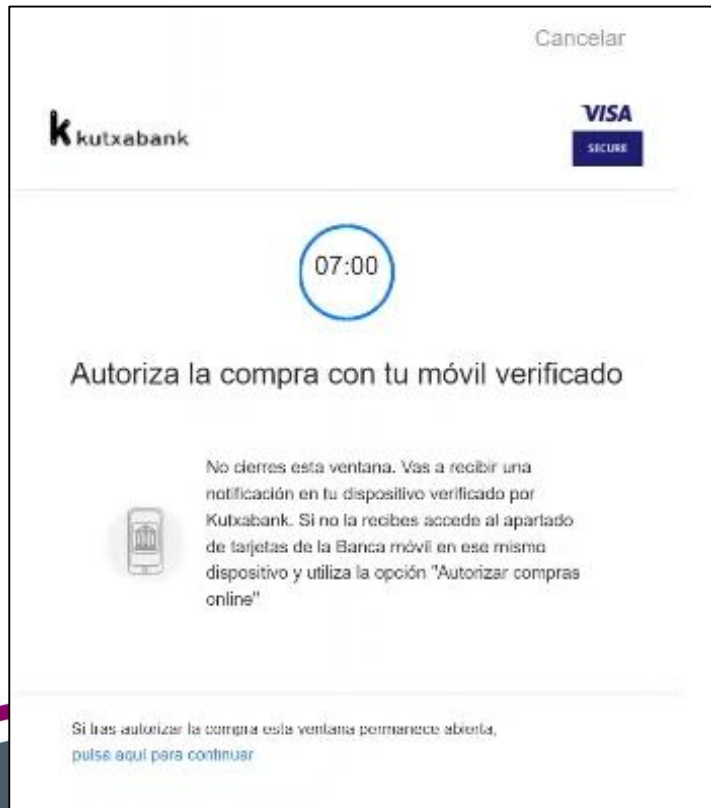 Cancelar
kutxabank
VISA
SECURE
07:00
Autoriza la compra con tu móvil verificado
No cierres esta ventana. Vas a recibir una
notificación en tu dispositivo verificado por
Kutxabank. Si no la recibes accede al apartado
de tarjetas de la Banca móvil en ese mismo
dispositivo y utiliza la opción "Autorizar compras
online"
Si tras autorizar la compra esta ventana permanece abierta,
pulse aquí para continuar